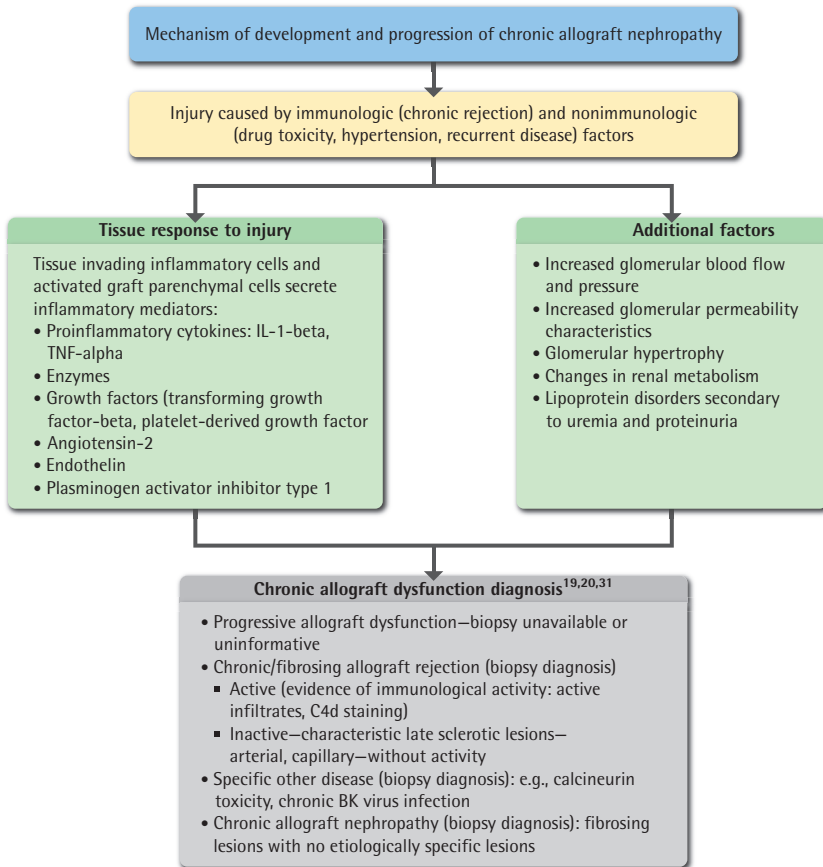 Mechanism of development and progression of chronic allograft nephropathy
Injury caused by immunologic (chronic rejection) and nonimmunologic
(drug toxicity, hypertension, recurrent disease) factors
Tissue response to injury
Tissue invading inflammatory cells and
activated graft parenchymal cells secrete
inflammatory mediators:
• Proinflammatory cytokines: IL-1-beta,
TNF-alpha
• Enzymes
• Growth factors (transforming growth
factor-beta, platelet-derived growth factor
• Angiotensin-2
• Endothelin
• Plasminogen activator inhibitor type 1
Additional factors
• Increased glomerular blood flow
and pressure
• Increased glomerular permeability
characteristics
• Glomerular hypertrophy
• Changes in renal metabolism
• Lipoprotein disorders secondary
to uremia and proteinuria
Chronic allograft dysfunction diagnosis19,20,31
• Progressive allograft dysfunction—biopsy unavailable or
uninformative
• Chronic/fibrosing allograft rejection (biopsy diagnosis)
▪ Active (evidence of immunological activity: active
infiltrates, C4d staining)
▪ Inactive—characteristic late sclerotic lesions—
arterial, capillary—without activity
• Specific other disease (biopsy diagnosis): e.g., calcineurin
toxicity, chronic BK virus infection
• Chronic allograft nephropathy (biopsy diagnosis): fibrosing
lesions with no etiologically specific lesions